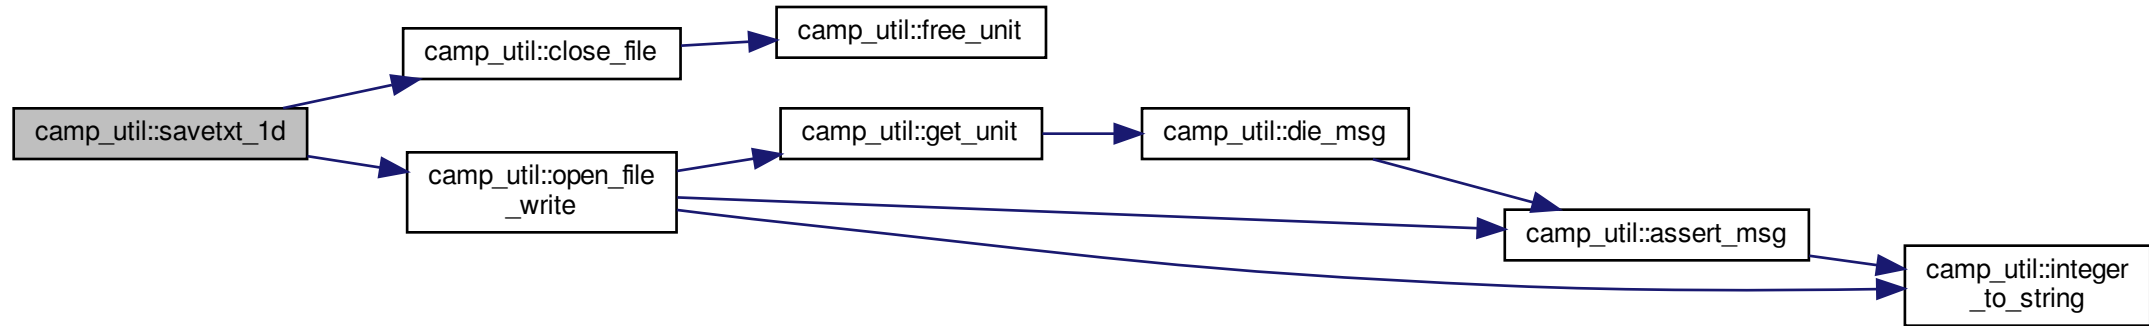 camp_util::free_unit
camp_util::close_file
camp_util::savetxt_1d
camp_util::get_unit
camp_util::die_msg
camp_util::open_file
_write
camp_util::assert_msg
camp_util::integer
_to_string